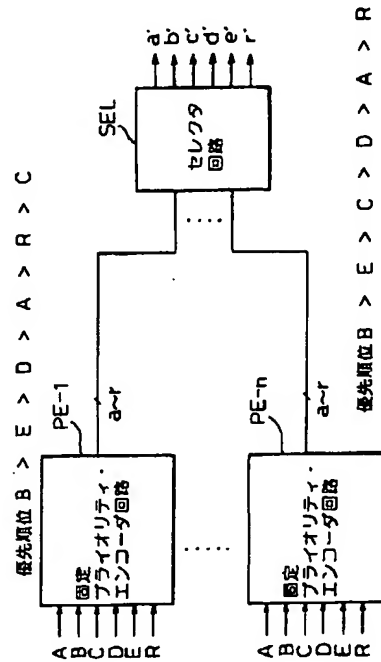 優先順位 B > E > D > A > R > C
PE-1
A
B
C
D
E
R
固定
プライオリティ・
エンコーダ回路
a~r
SEL
セレクタ
回路
a'
b'
c'
d'
e'
r'
.....
.....
PE-n
A
B
C
D
E
R
固定
プライオリティ・
エンコーダ回路
a~r
優先順位 B > E > C > D > A > R